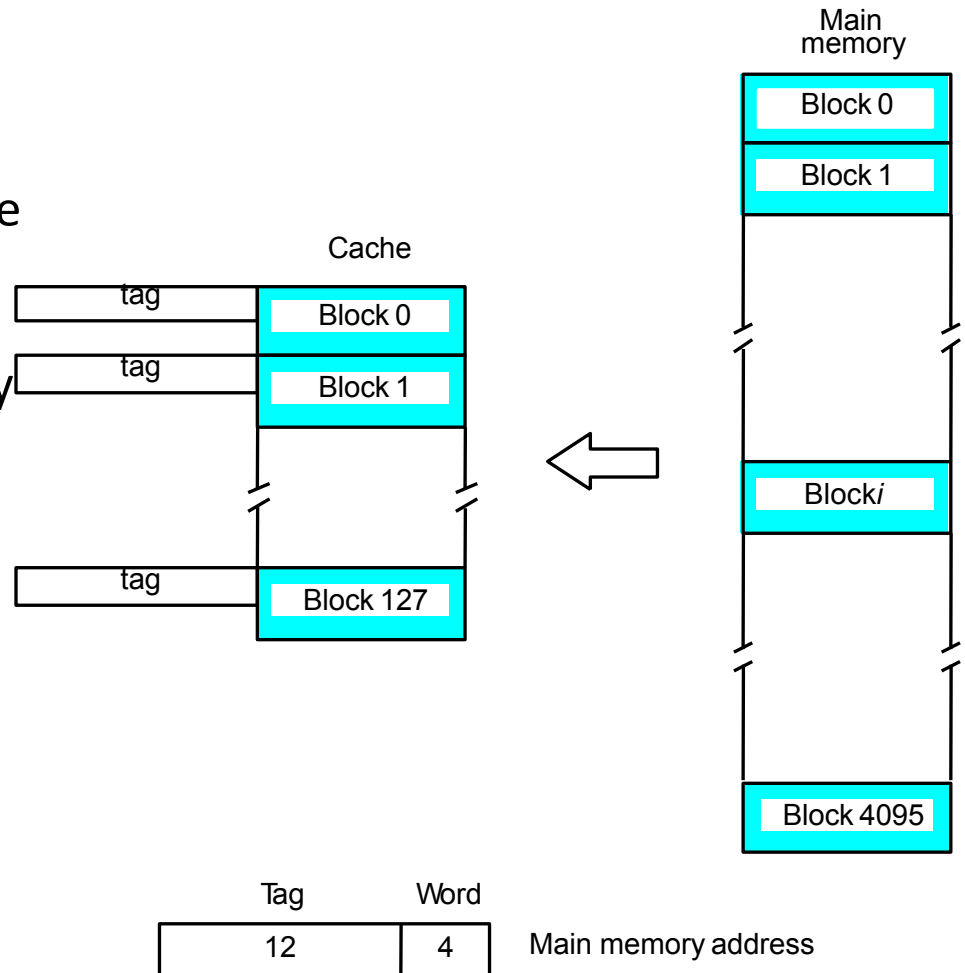 Main
memory
Block 0
Block 1
e
Cache
tag
Block 0
tag
Block 1
y
Block i
tag
Block 127
Block 4095
Tag Word
12 4 Main memory address